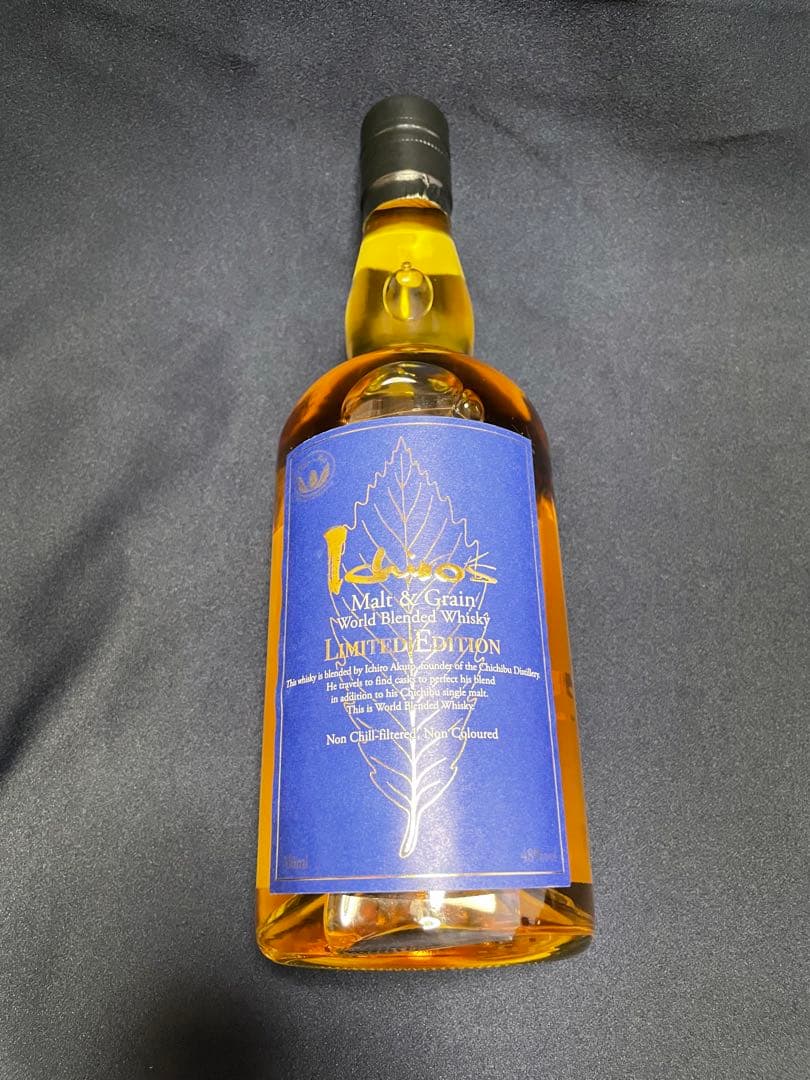 Ichiro's
Malt & Grain
World Blended Whisky
LIMITED EDITION
This whisky is blended by Ichiro Akuto, founder of the Chichibu Distillery.
He travels to find casks to perfect his blend
in addition to his Chichibu single malt.
This is World Blended Whisky.
Non Chill-filtered, Non Coloured